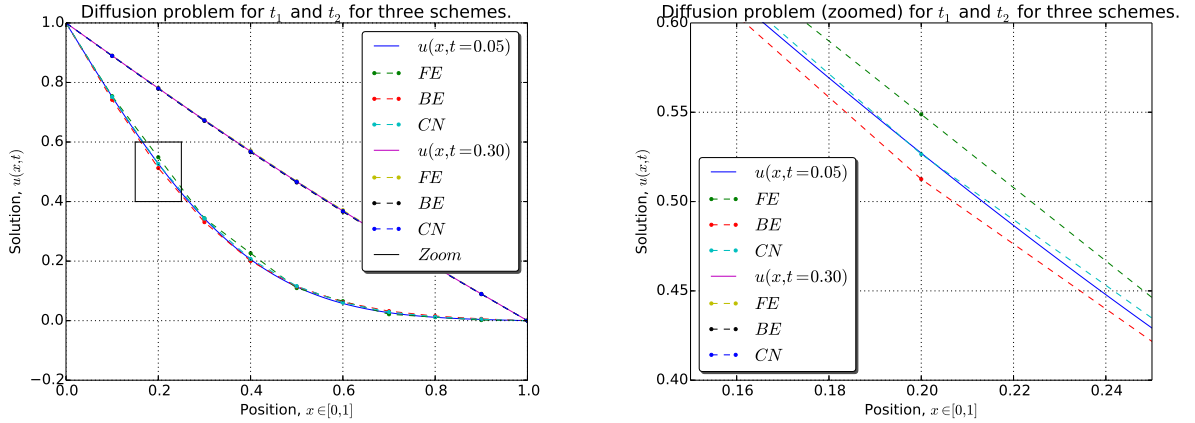 Diffusion problem for t₁ and t₂ for three schemes.
1.0
0.8
0.6
0.4
0.2
0.0
−0.2
Solution, u(x,t)
u(x,t=0.05)
FE
BE
CN
u(x,t=0.30)
FE
BE
CN
Zoom
0.0 0.2 0.4 0.6 0.8 1.0
Position, x∈[0,1]
Diffusion problem (zoomed) for t₁ and t₂ for three schemes.
0.60
0.55
0.50
0.45
0.40
Solution, u(x,t)
u(x,t=0.05)
FE
BE
CN
u(x,t=0.30)
FE
BE
CN
0.16 0.18 0.20 0.22 0.24
Position, x∈[0,1]